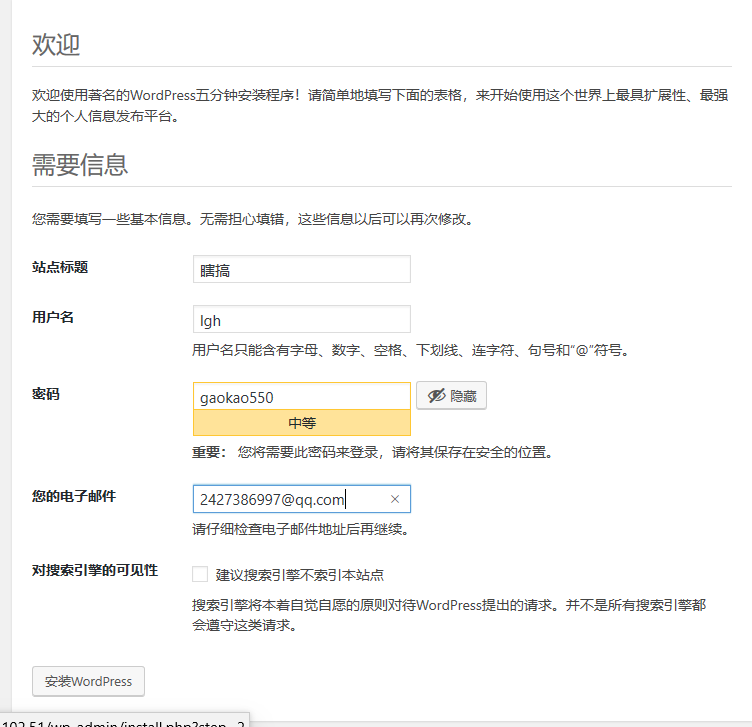 欢迎
欢迎使用著名的WordPress五分钟安装程序！请简单地填写下面的表格，来开始使用这个世界上最具扩展性、最强
大的个人信息发布平台。
需要信息
您需要填写一些基本信息。无需担心填错，这些信息以后可以再次修改。
站点标题 瞎搞
用户名 lgh
用户名只能含有字母、数字、空格、下划线、连字符、句号和“@”符号。
密码 gaokao550 隐藏
中等
重要： 您将需要此密码来登录，请将其保存在安全的位置。
您的电子邮件 2427386997@qq.com ×
请仔细检查电子邮件地址后再继续。
对搜索引擎的可见性 建议搜索引擎不索引本站点
搜索引擎将本着自觉自愿的原则对待WordPress提出的请求。并不是所有搜索引擎都
会遵守这类请求。
安装WordPress
102.51/wp-admin/install.php?step=2